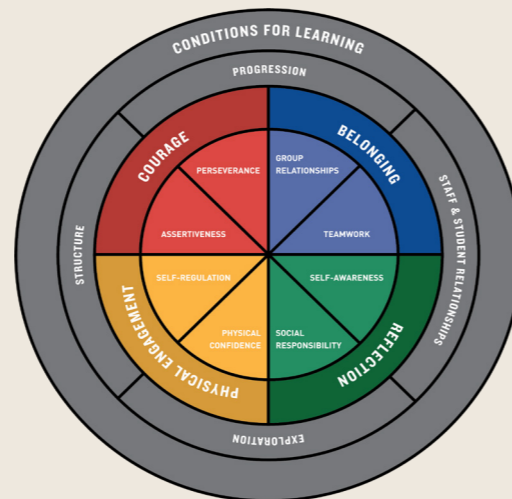 CONDITIONS FOR LEARNING
PROGRESSION
COURAGE
BELONGING
PERSEVERANCE
GROUP
RELATIONSHIPS
ASSERTIVENESS
TEAMWORK
STRUCTURE
STAFF & STUDENT RELATIONSHIPS
SELF-REGULATION
SELF-AWARENESS
PHYSICAL
CONFIDENCE
SOCIAL
RESPONSIBILITY
PHYSICAL ENGAGEMENT
REFLECTION
EXPLORATION